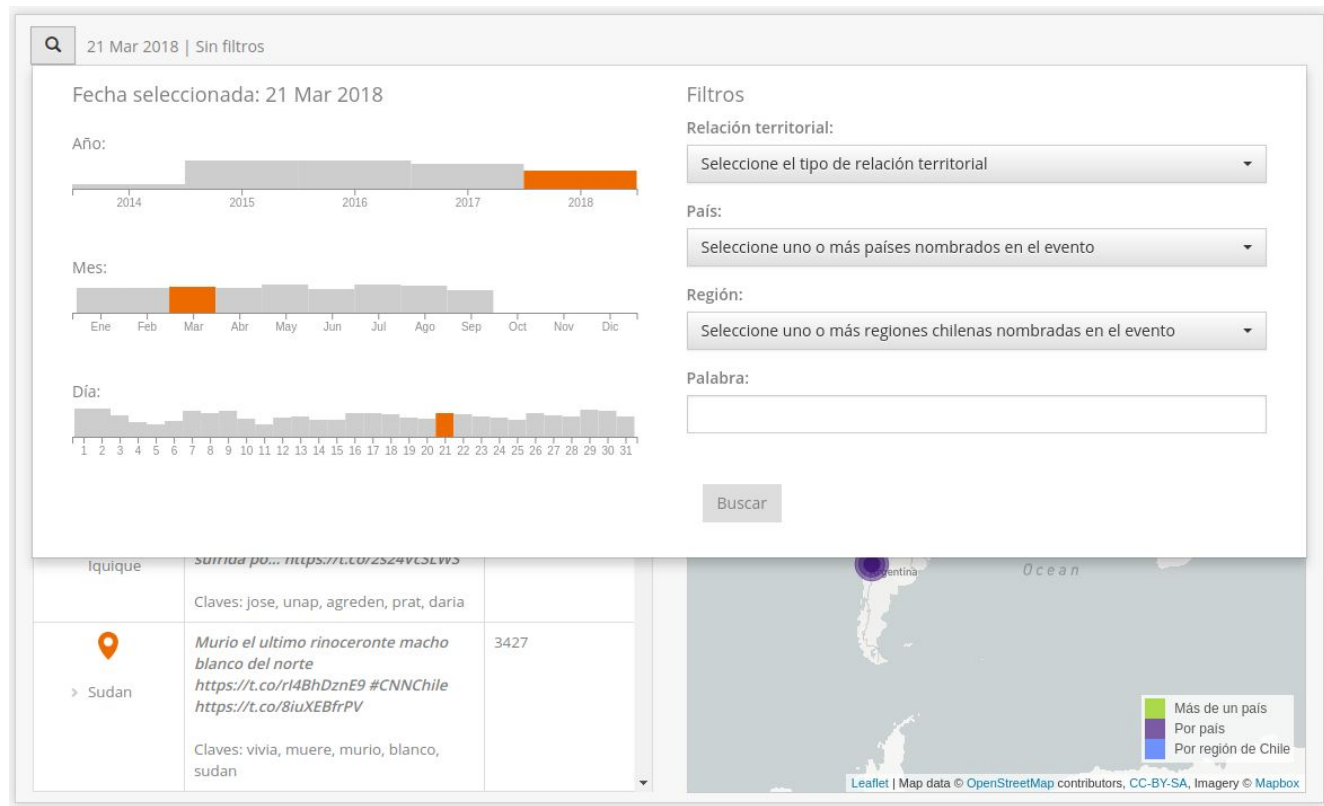 21 Mar 2018 | Sin filtros
Fecha seleccionada: 21 Mar 2018
Año:
2014 2015 2016 2017 2018
Mes:
Ene Feb Mar Abr May Jun Jul Ago Sep Oct Nov Dic
Día:
1 2 3 4 5 6 7 8 9 10 11 12 13 14 15 16 17 18 19 20 21 22 23 24 25 26 27 28 29 30 31
Filtros
Relación territorial:
Seleccione el tipo de relación territorial
País:
Seleccione uno o más países nombrados en el evento
Región:
Seleccione uno o más regiones chilenas nombradas en el evento
Palabra:
Buscar
Iquique
sufrida po...
Claves: jose, unap, agreden, prat, daria
Sudan
Murio el ultimo rinoceronte macho
blanco del norte
https://t.co/rI4BhDznE9 #CNNChile
https://t.co/8iuXEBfrPV
Claves: vivia, muere, murio, blanco,
sudan
3427
Ocean
Más de un país
Por país
Por región de Chile
Leaflet | Map data © OpenStreetMap contributors, CC-BY-SA, Imagery © Mapbox